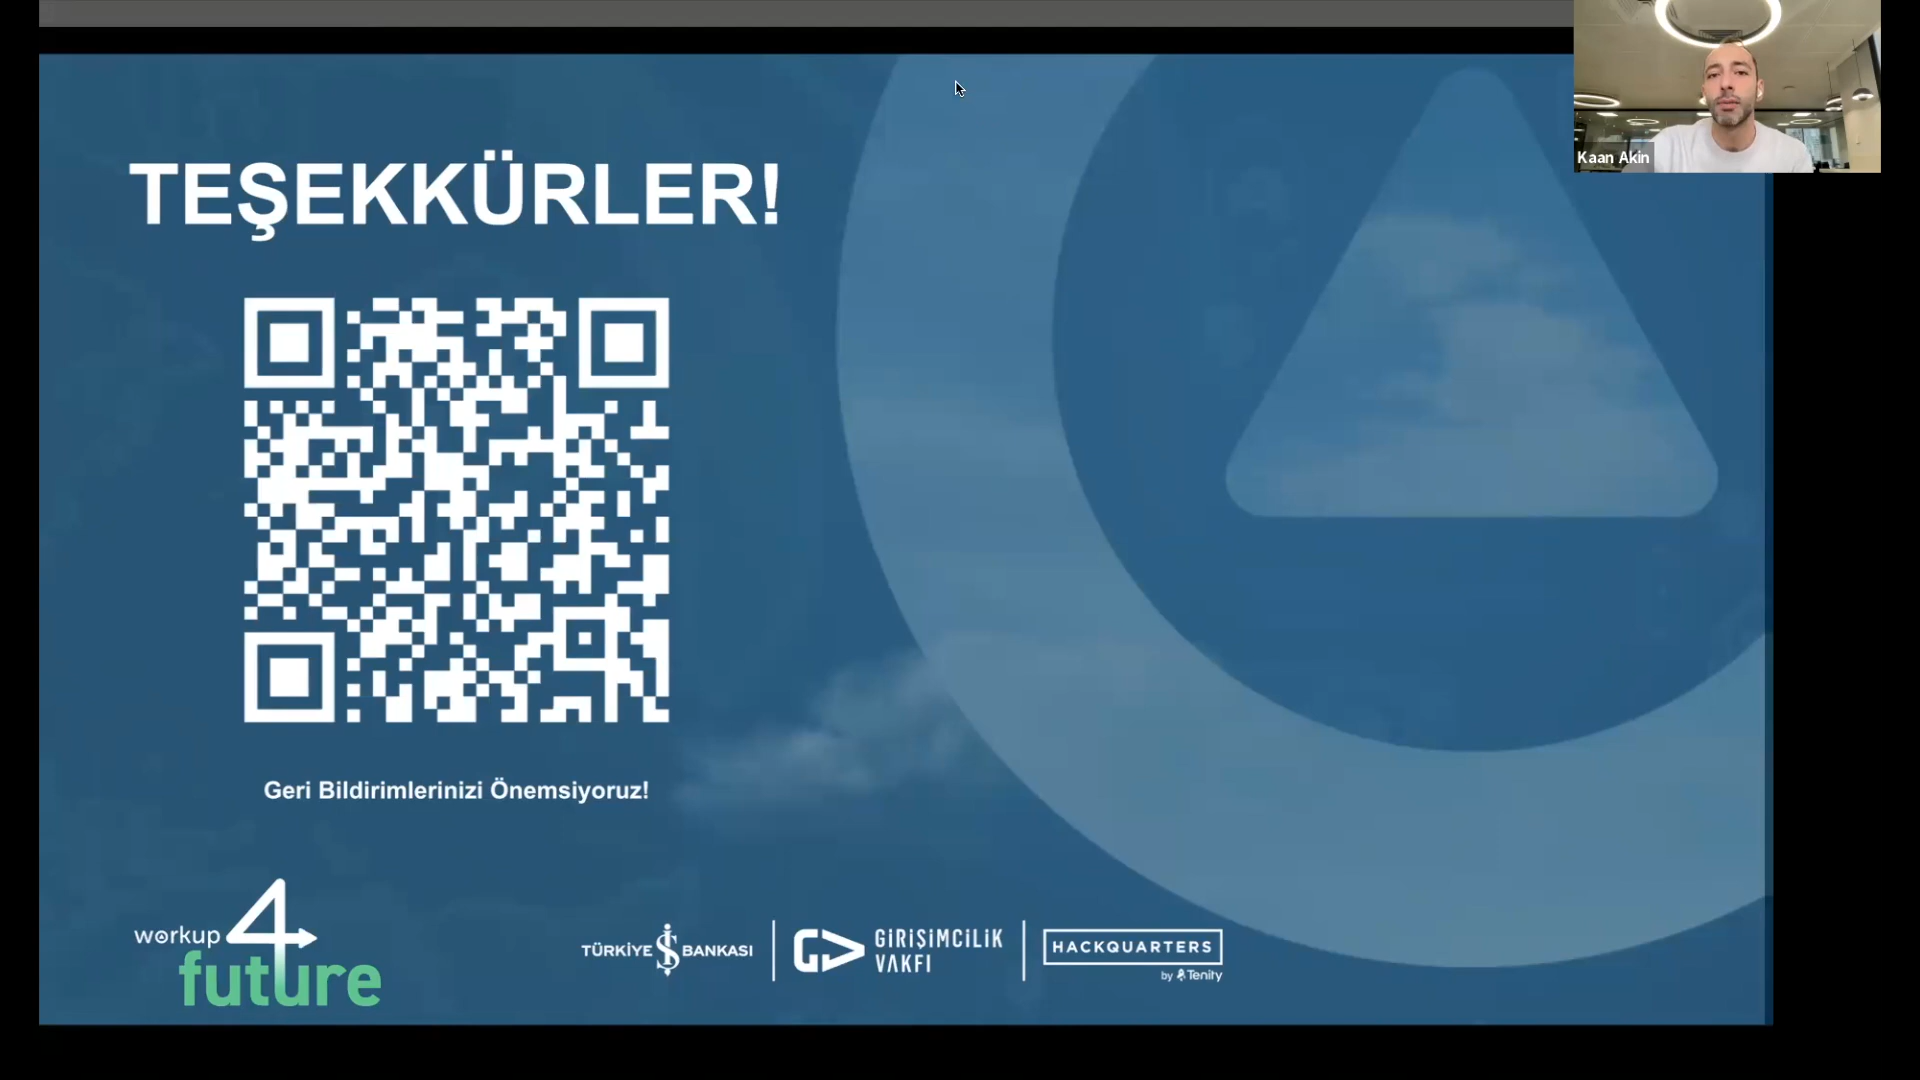 Kaan Akin
TEŞEKKÜRLER!
Geri Bildirimlerinizi Önemsiyoruz!
workup
4
future
TÜRKİYE İŞ BANKASI
GİRİŞİMCİLİK
VAKFI
HACKQUARTERS
by Tenity